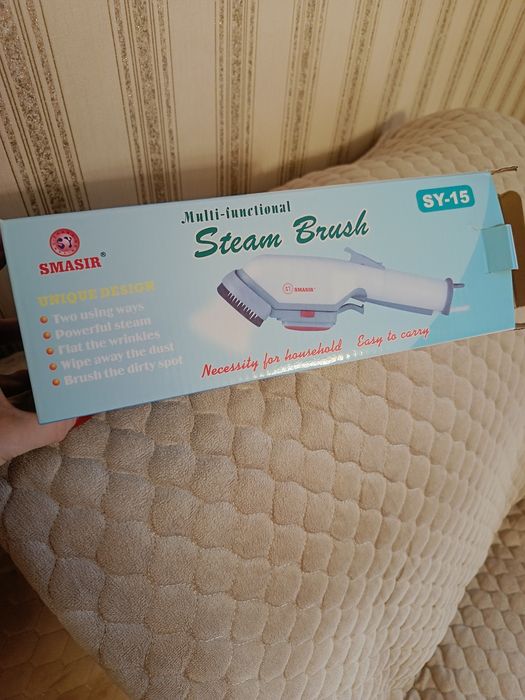 Multi-functional
Steam Brush
SY-15
SY
SMASIR®
UNIQUE DESIGN
Two using ways
Powerful steam
Flat the wrinkles
Wipe away the dust
Brush the dirty spot
SMASIR®
Necessity for household Easy to carry